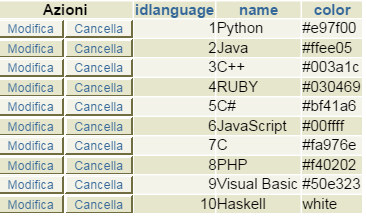 Azioni idlanguage name color
Modifica Cancella 1 Python #e97f00
Modifica Cancella 2 Java #ffee05
Modifica Cancella 3 C++ #003a1c
Modifica Cancella 4 RUBY #030469
Modifica Cancella 5 C# #bf41a6
Modifica Cancella 6 JavaScript #00ffff
Modifica Cancella 7 C #fa976e
Modifica Cancella 8 PHP #f40202
Modifica Cancella 9 Visual Basic #50e323
Modifica Cancella 10 Haskell white